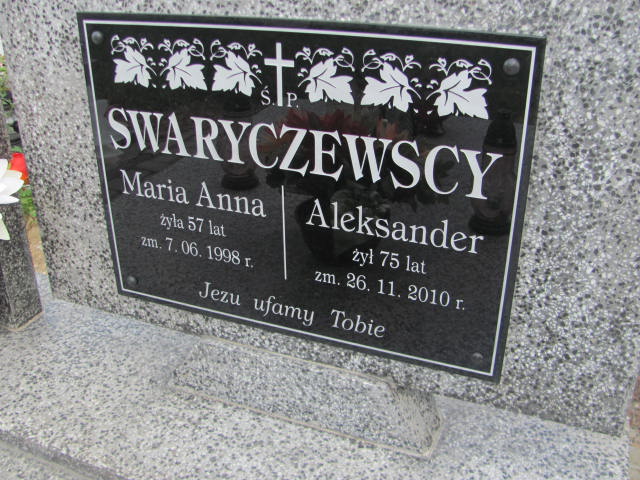 Ś. P.
SWARYCZEWSCY
Maria Anna
żyła 57 lat
zm. 7. 06. 1998 r.
Aleksander
żył 75 lat
zm. 26. 11. 2010 r.
Jezu ufamy Tobie